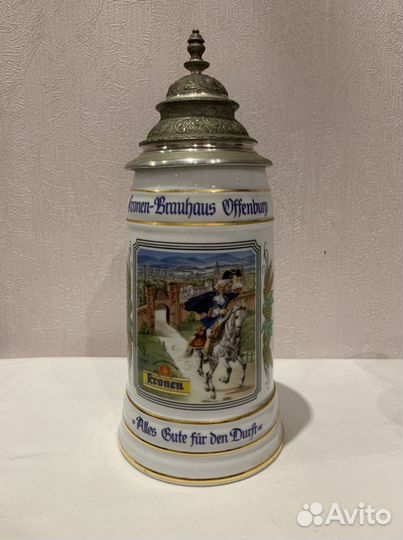 Kronen-Brauhaus Offenburg
Kronen
»Alles Gute für den Durst«
Avito